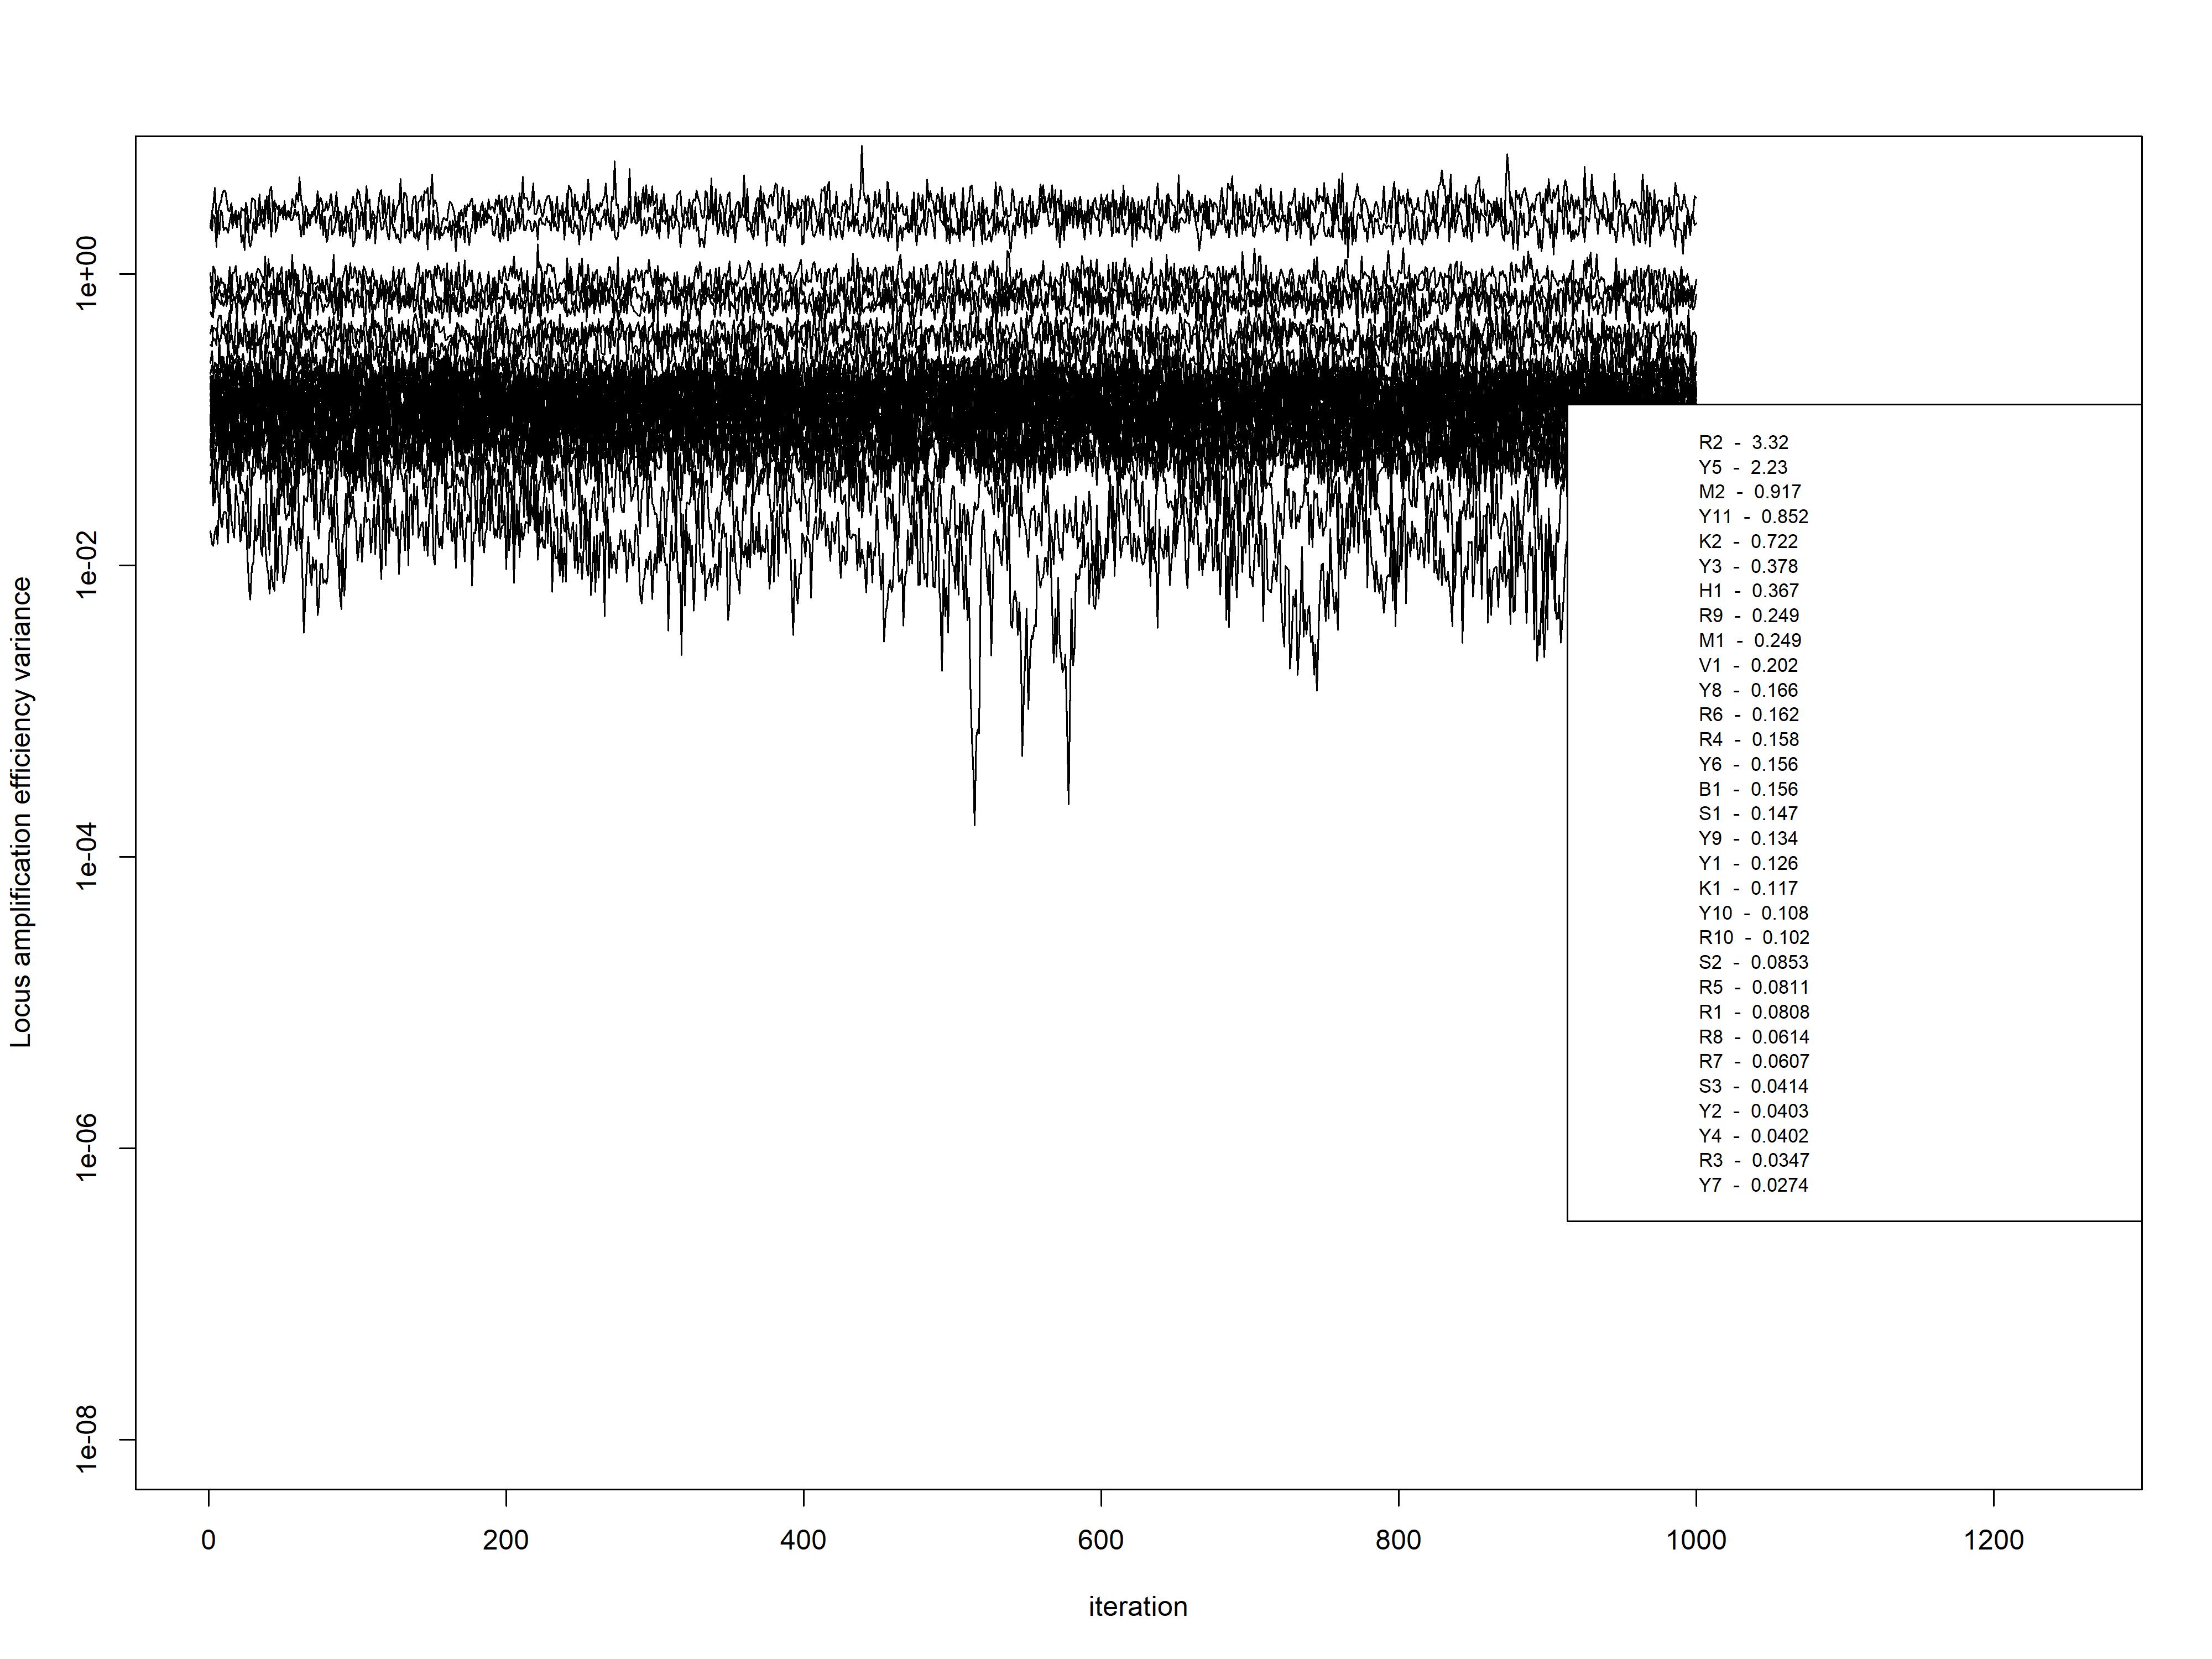 Locus amplification efficiency variance
1e+00
1e-02
1e-04
1e-06
1e-08
R2 - 3.32
Y5 - 2.23
M2 - 0.917
Y11 - 0.852
K2 - 0.722
Y3 - 0.378
H1 - 0.367
R9 - 0.249
M1 - 0.249
V1 - 0.202
Y8 - 0.166
R6 - 0.162
R4 - 0.158
Y6 - 0.156
B1 - 0.156
S1 - 0.147
Y9 - 0.134
Y1 - 0.126
K1 - 0.117
Y10 - 0.108
R10 - 0.102
S2 - 0.0853
R5 - 0.0811
R1 - 0.0808
R8 - 0.0614
R7 - 0.0607
S3 - 0.0414
Y2 - 0.0403
Y4 - 0.0402
R3 - 0.0347
Y7 - 0.0274
0 200 400 600 800 1000 1200
iteration